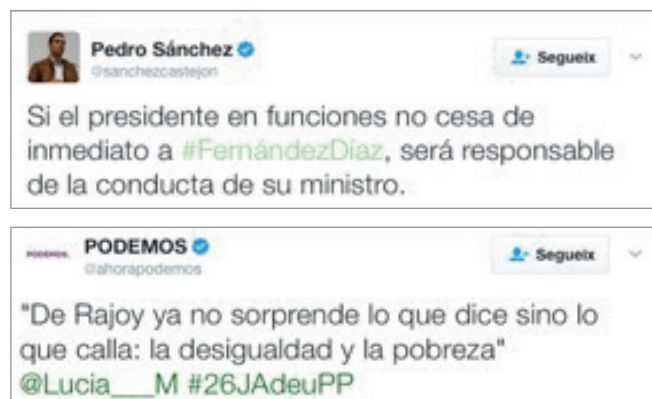 Pedro Sánchez
@sanchezcastejon
Segueix
Si el presidente en funciones no cesa de
inmediato a #FernándezDíaz, será responsable
de la conducta de su ministro.
PODEMOS.
PODEMOS
@ahorapodemos
Segueix
"De Rajoy ya no sorprende lo que dice sino lo
que calla: la desigualdad y la pobreza"
@Lucia___M #26JAdeuPP